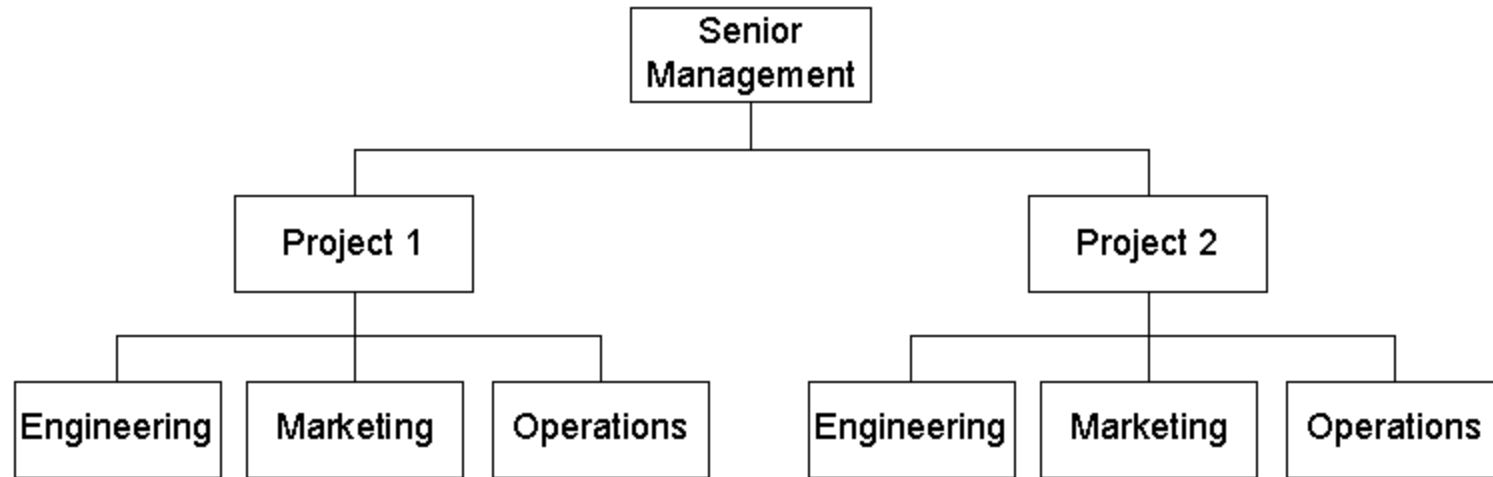 Senior
Management
Project 1
Project 2
Engineering
Marketing
Operations
Engineering
Marketing
Operations